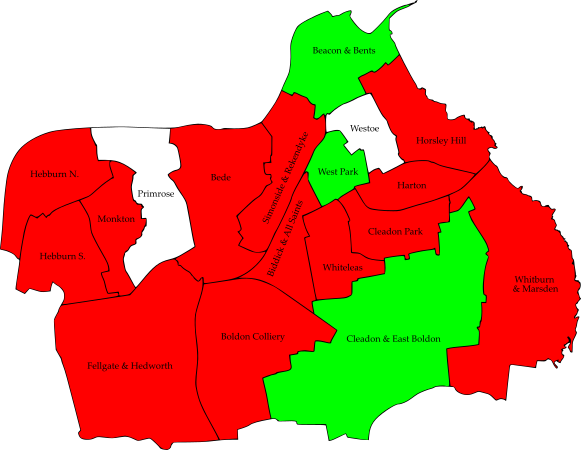 Beacon & Bents
Westoe
Horsley Hill
Simonside & Rekendyke
West Park
Hebburn N.
Bede
Harton
Primrose
Monkton
Biddick & All Saints
Cleadon Park
Hebburn S.
Whiteleas
Whitburn
& Marsden
Boldon Colliery
Cleadon & East Boldon
Fellgate & Hedworth